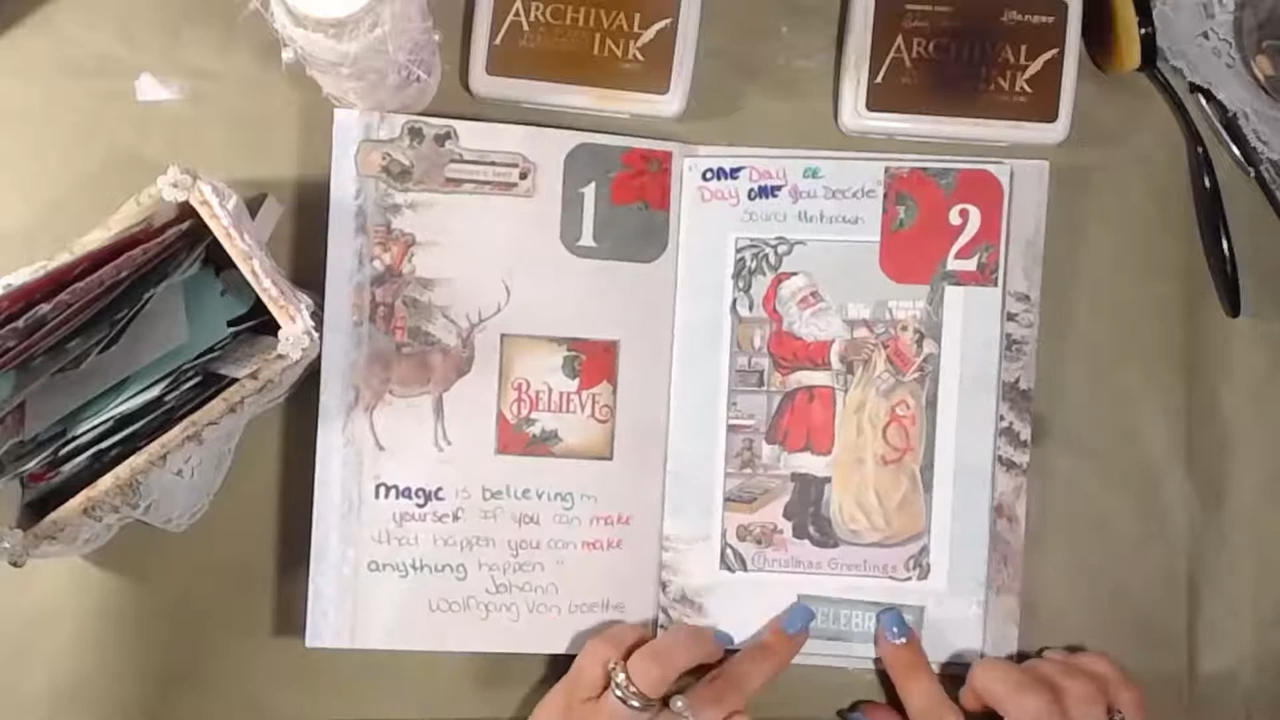 ARCHIVAL
INK
Ranger
ARCHIVAL
INK
1
BELIEVE
"Magic is believing in
yourself. If you can make
that happen you can make
anything happen "
Johann
Wolfgang Von Goethe
"ONE Day or
Day ONE you Decide"
Source Unknown
2
Christmas Greetings
CELEBR